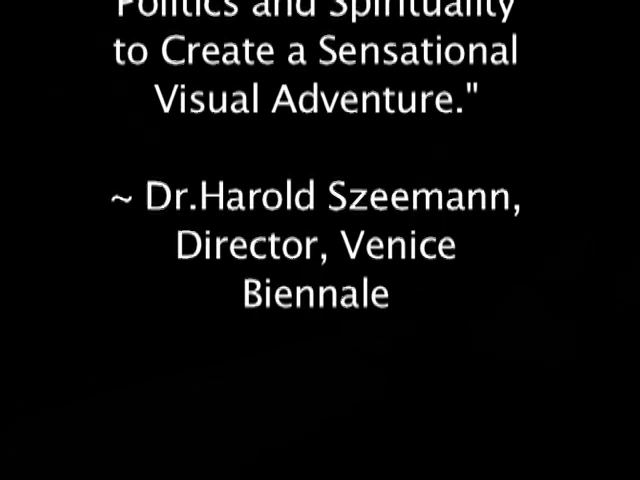 Politics and Spirituality
to Create a Sensational
Visual Adventure."
~ Dr.Harold Szeemann,
Director, Venice
Biennale